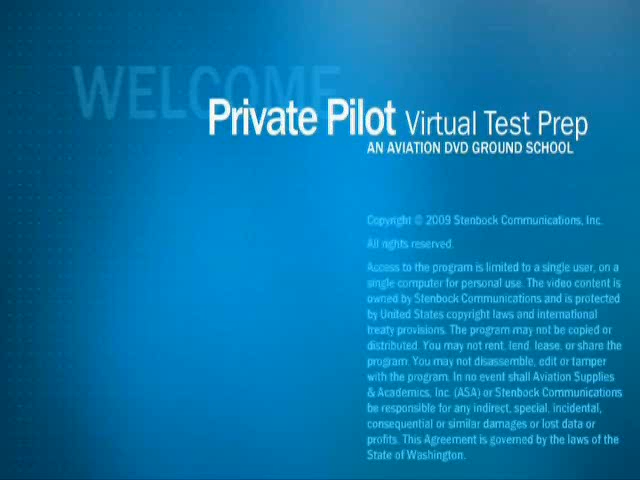 WELCOME
Private Pilot Virtual Test Prep
AN AVIATION DVD GROUND SCHOOL
Copyright © 2009 Stenbock Communications, Inc.
All rights reserved.
Access to the program is limited to a single user, on a
single computer for personal use. The video content is
owned by Stenbock Communications and is protected
by United States copyright laws and international
treaty provisions. The program may not be copied or
distributed. You may not rent, lend, lease, or share the
program. You may not disassemble, edit or tamper
with the program. In no event shall Aviation Supplies
& Academics, Inc. (ASA) or Stenbock Communications
be responsible for any indirect, special, incidental,
consequential or similar damages or lost data or
profits. This Agreement is governed by the laws of the
State of Washington.